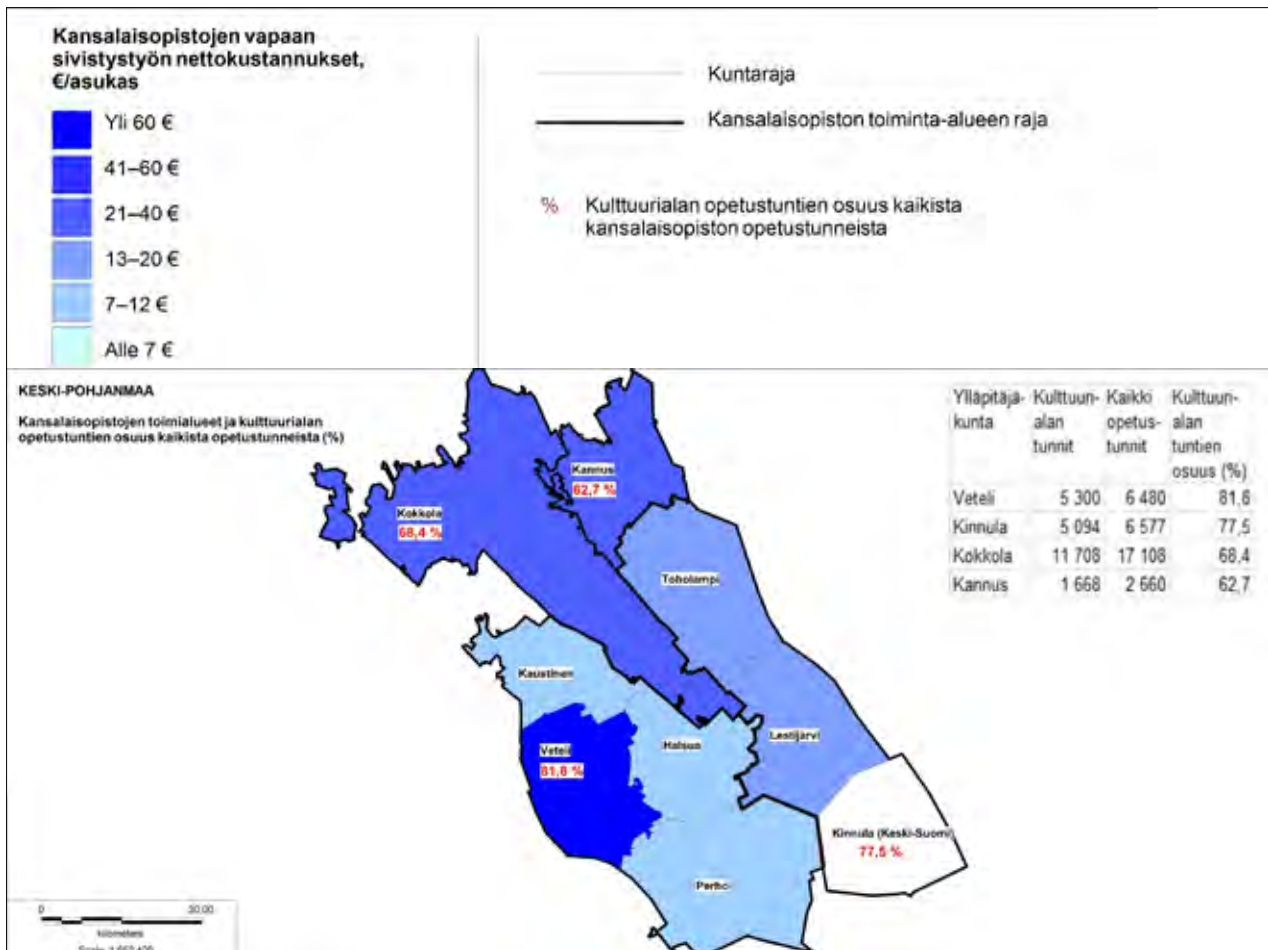 Kansalaisopistojen vapaan
sivistystyön nettokustannukset,
€/asukas
Yli 60 €
41–60 €
21–40 €
13–20 €
7–12 €
Alle 7 €
Kuntaraja
Kansalaisopiston toiminta-alueen raja
% Kulttuurialan opetustuntien osuus kaikista
kansalaisopiston opetustunneista
KESKI-POHJANMAA
Kansalaisopistojen toimialueet ja kulttuurialan
opetustuntien osuus kaikista opetustunneista (%)
Ylläpitäjä- Kulttuuri- Kaikki Kulttuuri-
kunta alan opetus- alan
tunnit tunnit tuntien
osuus (%)
Veteli 5 300 6 480 81,8
Kinnula 5 094 6 577 77,5
Kokkola 11 708 17 108 68,4
Kannus 1 668 2 660 62,7
Kannus
62,7 %
Kokkola
68,4 %
Toholampi
Kaustinen
Veteli
81,8 %
Halsua
Lestijärvi
Kinnula (Keski-Suomi)
77,5 %
Perho
0 30,00
kilometers